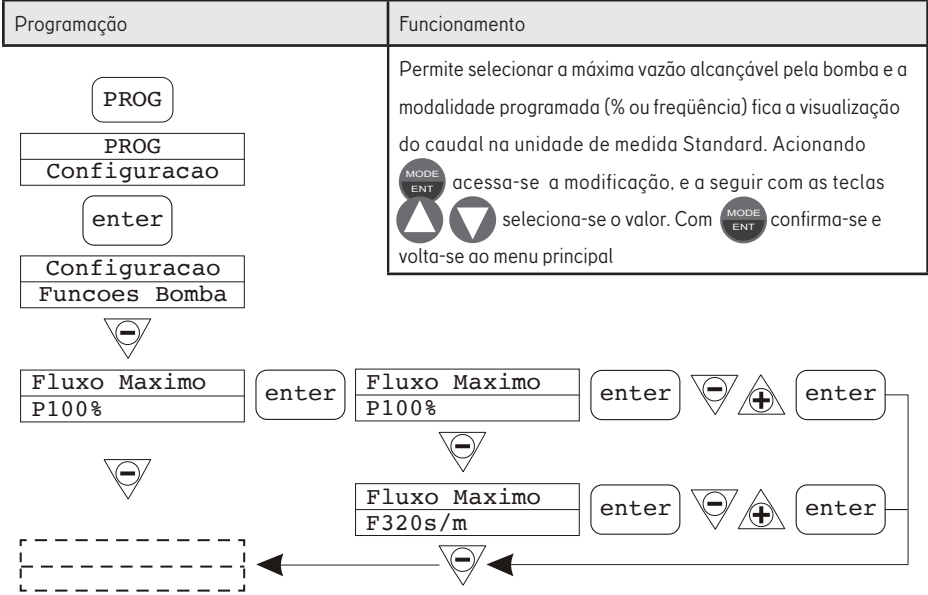 Programação
Funcionamento
Permite selecionar a máxima vazão alcançável pela bomba e a
modalidade programada (% ou freqüência) fica a visualização
do caudal na unidade de medida Standard. Acionando
MODE
ENT
acessa-se a modificação, e a seguir com as teclas
seleciona-se o valor. Com
MODE
ENT
confirma-se e
volta-se ao menu principal
PROG
PROG
Configuracao
enter
Configuracao
Funcoes Bomba
Fluxo Maximo
P100%
enter
Fluxo Maximo
P100%
enter
enter
Fluxo Maximo
F320s/m
enter
enter